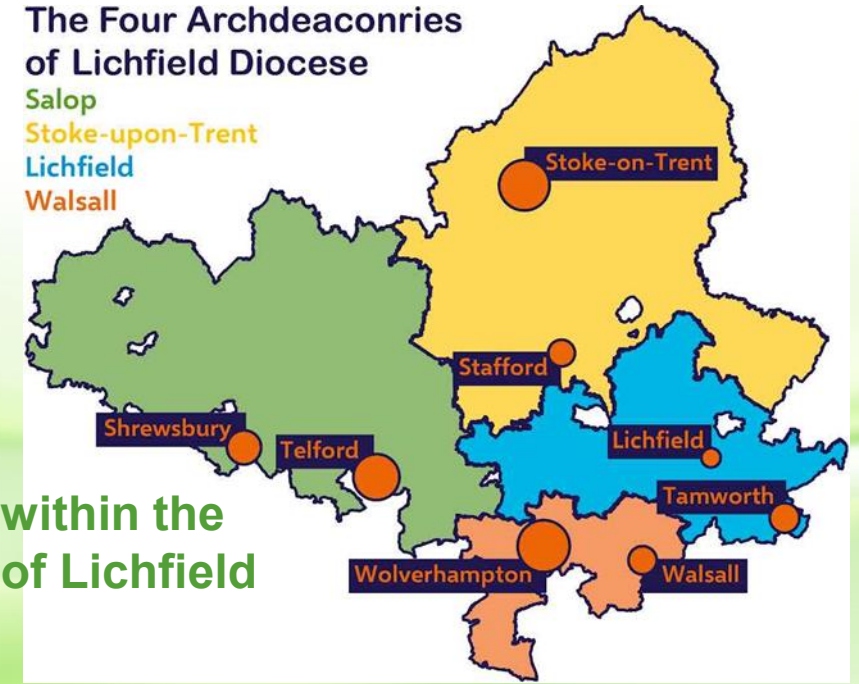 The Four Archdeaconries
of Lichfield Diocese
Salop
Stoke-upon-Trent
Lichfield
Walsall
Stoke-on-Trent
Stafford
Shrewsbury
Telford
Lichfield
Tamworth
within the
of Lichfield
Wolverhampton
Walsall